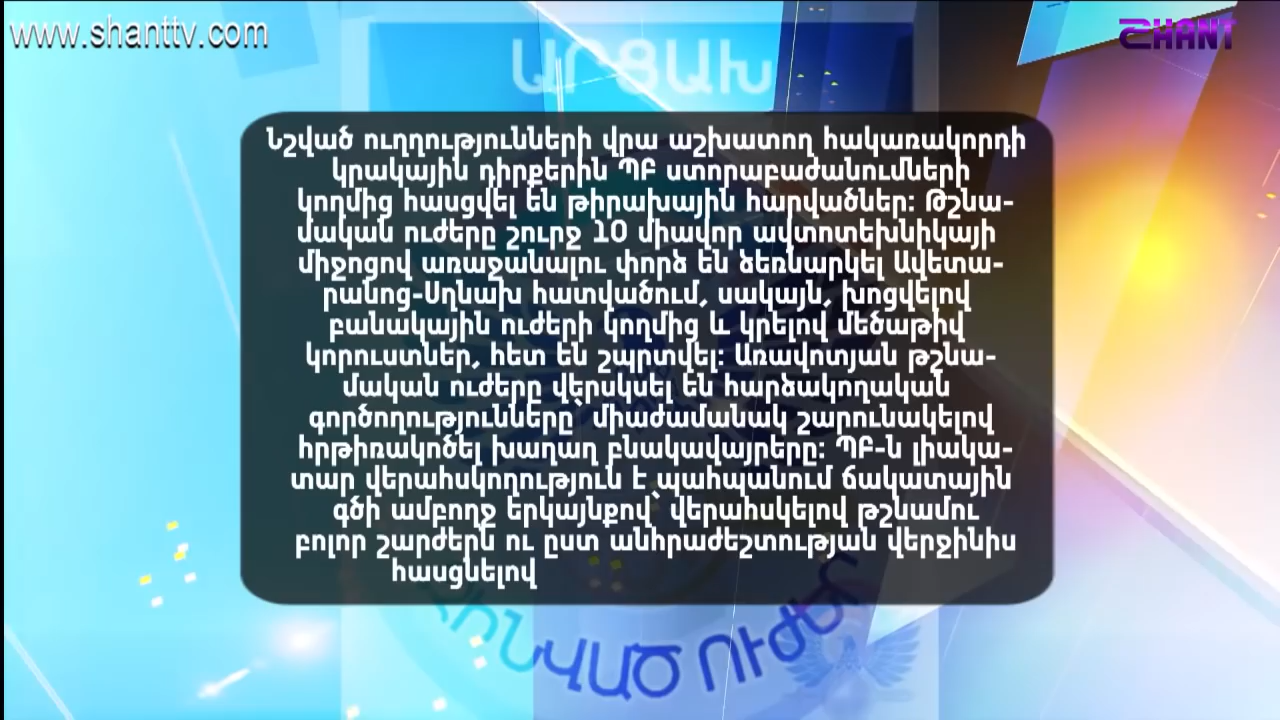 www.shanttv.com
SHANT
ԱՐՑԱԽ
Նշված ուղղությունների վրա աշխատող հակառակորդի
կրակային դիրքերին ՊԲ ստորաբաժանումների
կողմից հասցվել են թիրախային հարվածներ։ Թշնա-
մական ուժերը շուրջ 10 միավոր ավտոտեխնիկայի
միջոցով առաջանալու փորձ են ձեռնարկել Ավետա-
րանոց-Սղնախ հատվածում, սակայն, խոցվելով
բանակային ուժերի կողմից և կրելով մեծաթիվ
կորուստներ, հետ են շպրտվել։ Առավոտյան թշնա-
մական ուժերը վերսկսել են հարձակողական
գործողությունները՝ միաժամանակ շարունակելով
հրթիռակոծել խաղաղ բնակավայրերը։ ՊԲ-ն լիակա-
տար վերահսկողություն է պահպանում ճակատային
գծի ամբողջ երկայնքով՝ վերահսկելով թշնամու
բոլոր շարժերն ու ըստ անհրաժեշտության վերջինիս
հասցնելով
ԶԻՆՎԱԾ ՈՒԺԵՐ